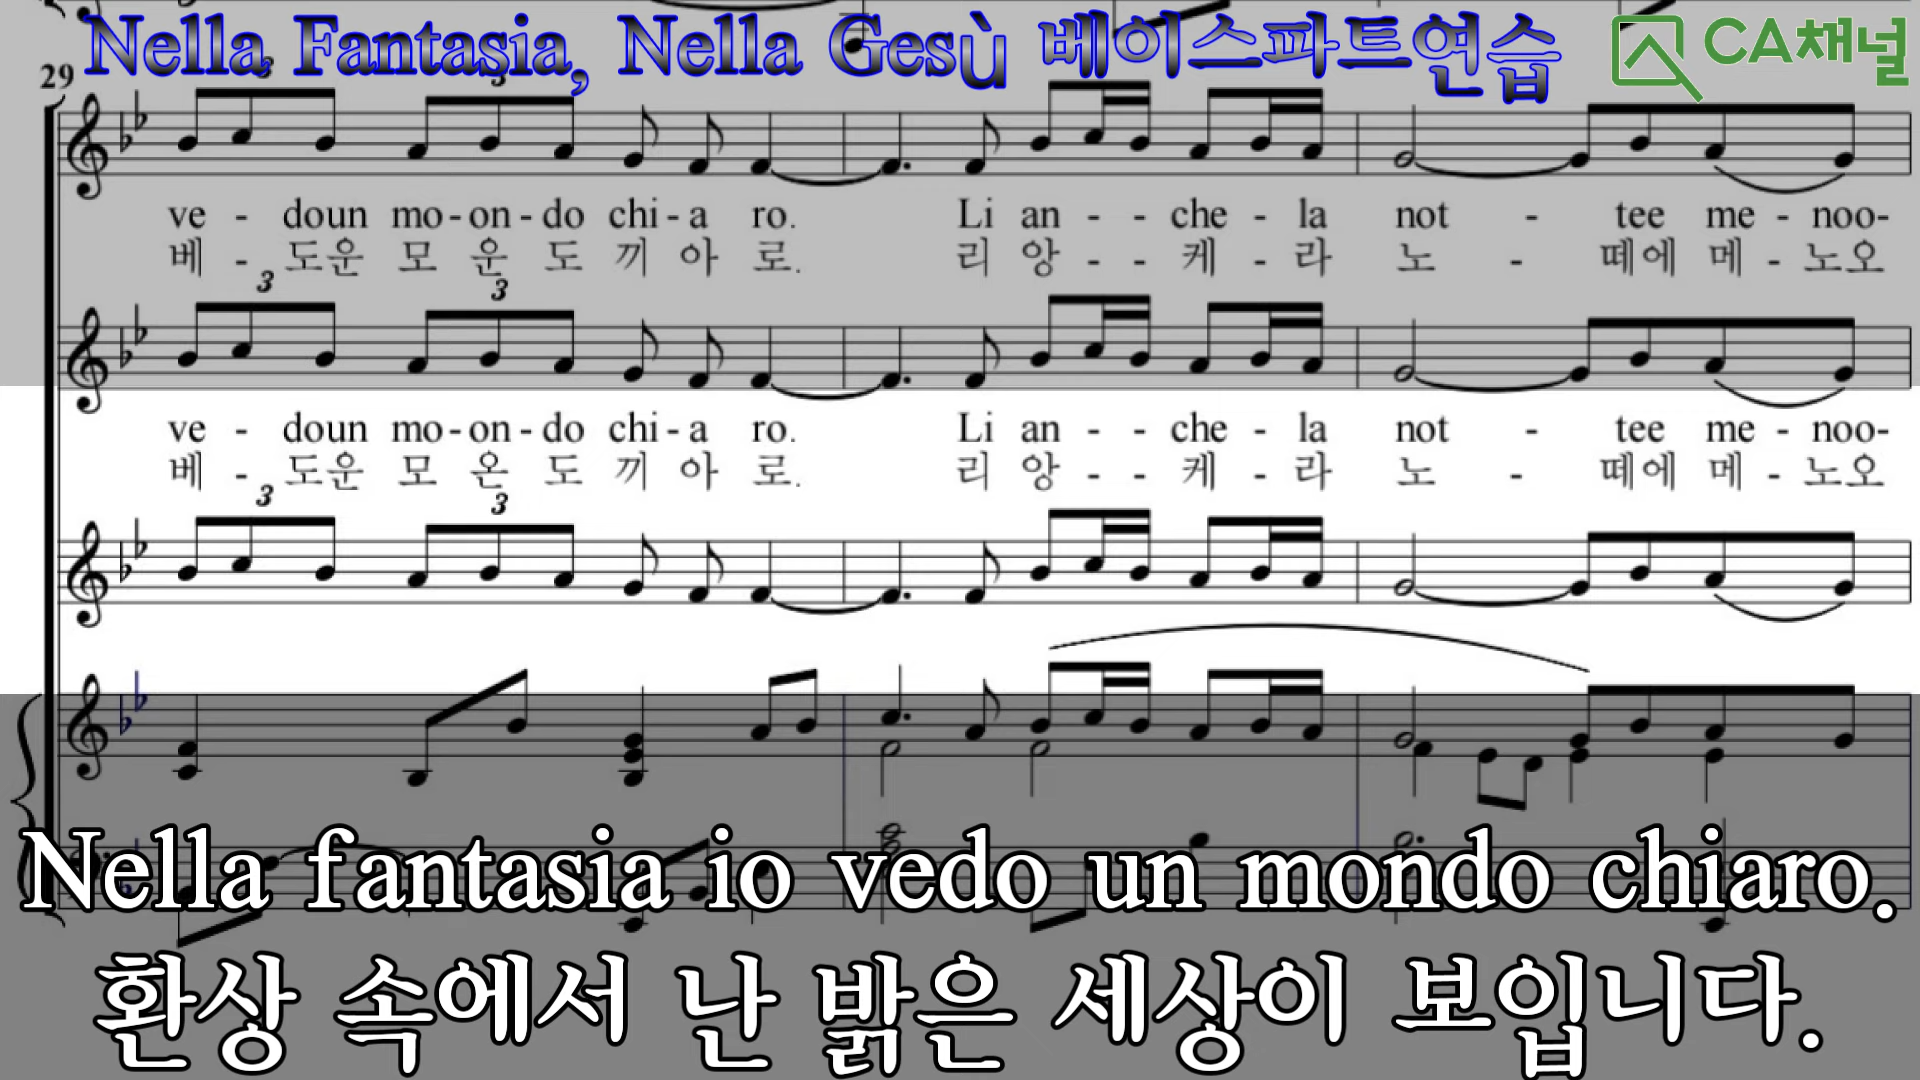 Nella Fantasia, Nella Gesù 베이스파트연습
CA채널
29
3 3
ve - doun mo-on-do chi-a ro. Li an - - che - la not - tee me - noo-
베 - 도운 모 운 도 끼 아 로. 리 앙 - - 케 - 라 노 - 떼에 메 - 노오
3 3
ve - doun mo-on-do chi-a ro. Li an - - che - la not - tee me - noo-
베 - 도운 모 온 도 끼 아 로. 리 앙 - - 케 - 라 노 - 떼에 메 - 노오
3 3
Nella fantasia io vedo un mondo chiaro.
환상 속에서 난 밝은 세상이 보입니다.